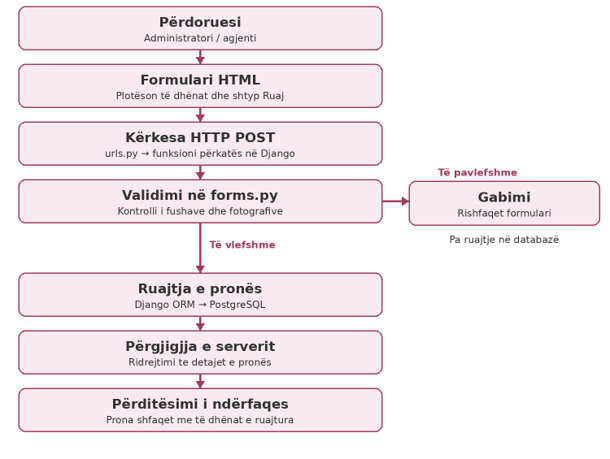 Përdoruesi
Administratori / agjenti
Formulari HTML
Plotëson të dhënat dhe shtyp Ruaj
Kërkesa HTTP POST
urls.py → funksioni përkatës në Django
Validimi në forms.py
Kontrolli i fushave dhe fotografive
Të pavlefshme
Gabimi
Rishfaqet formulari
Pa ruajtje në databazë
Të vlefshme
Ruajtja e pronës
Django ORM → PostgreSQL
Përgjigjja e serverit
Ridrejtimi te detajet e pronës
Përditësimi i ndërfaqes
Prona shfaqet me të dhënat e ruajtura